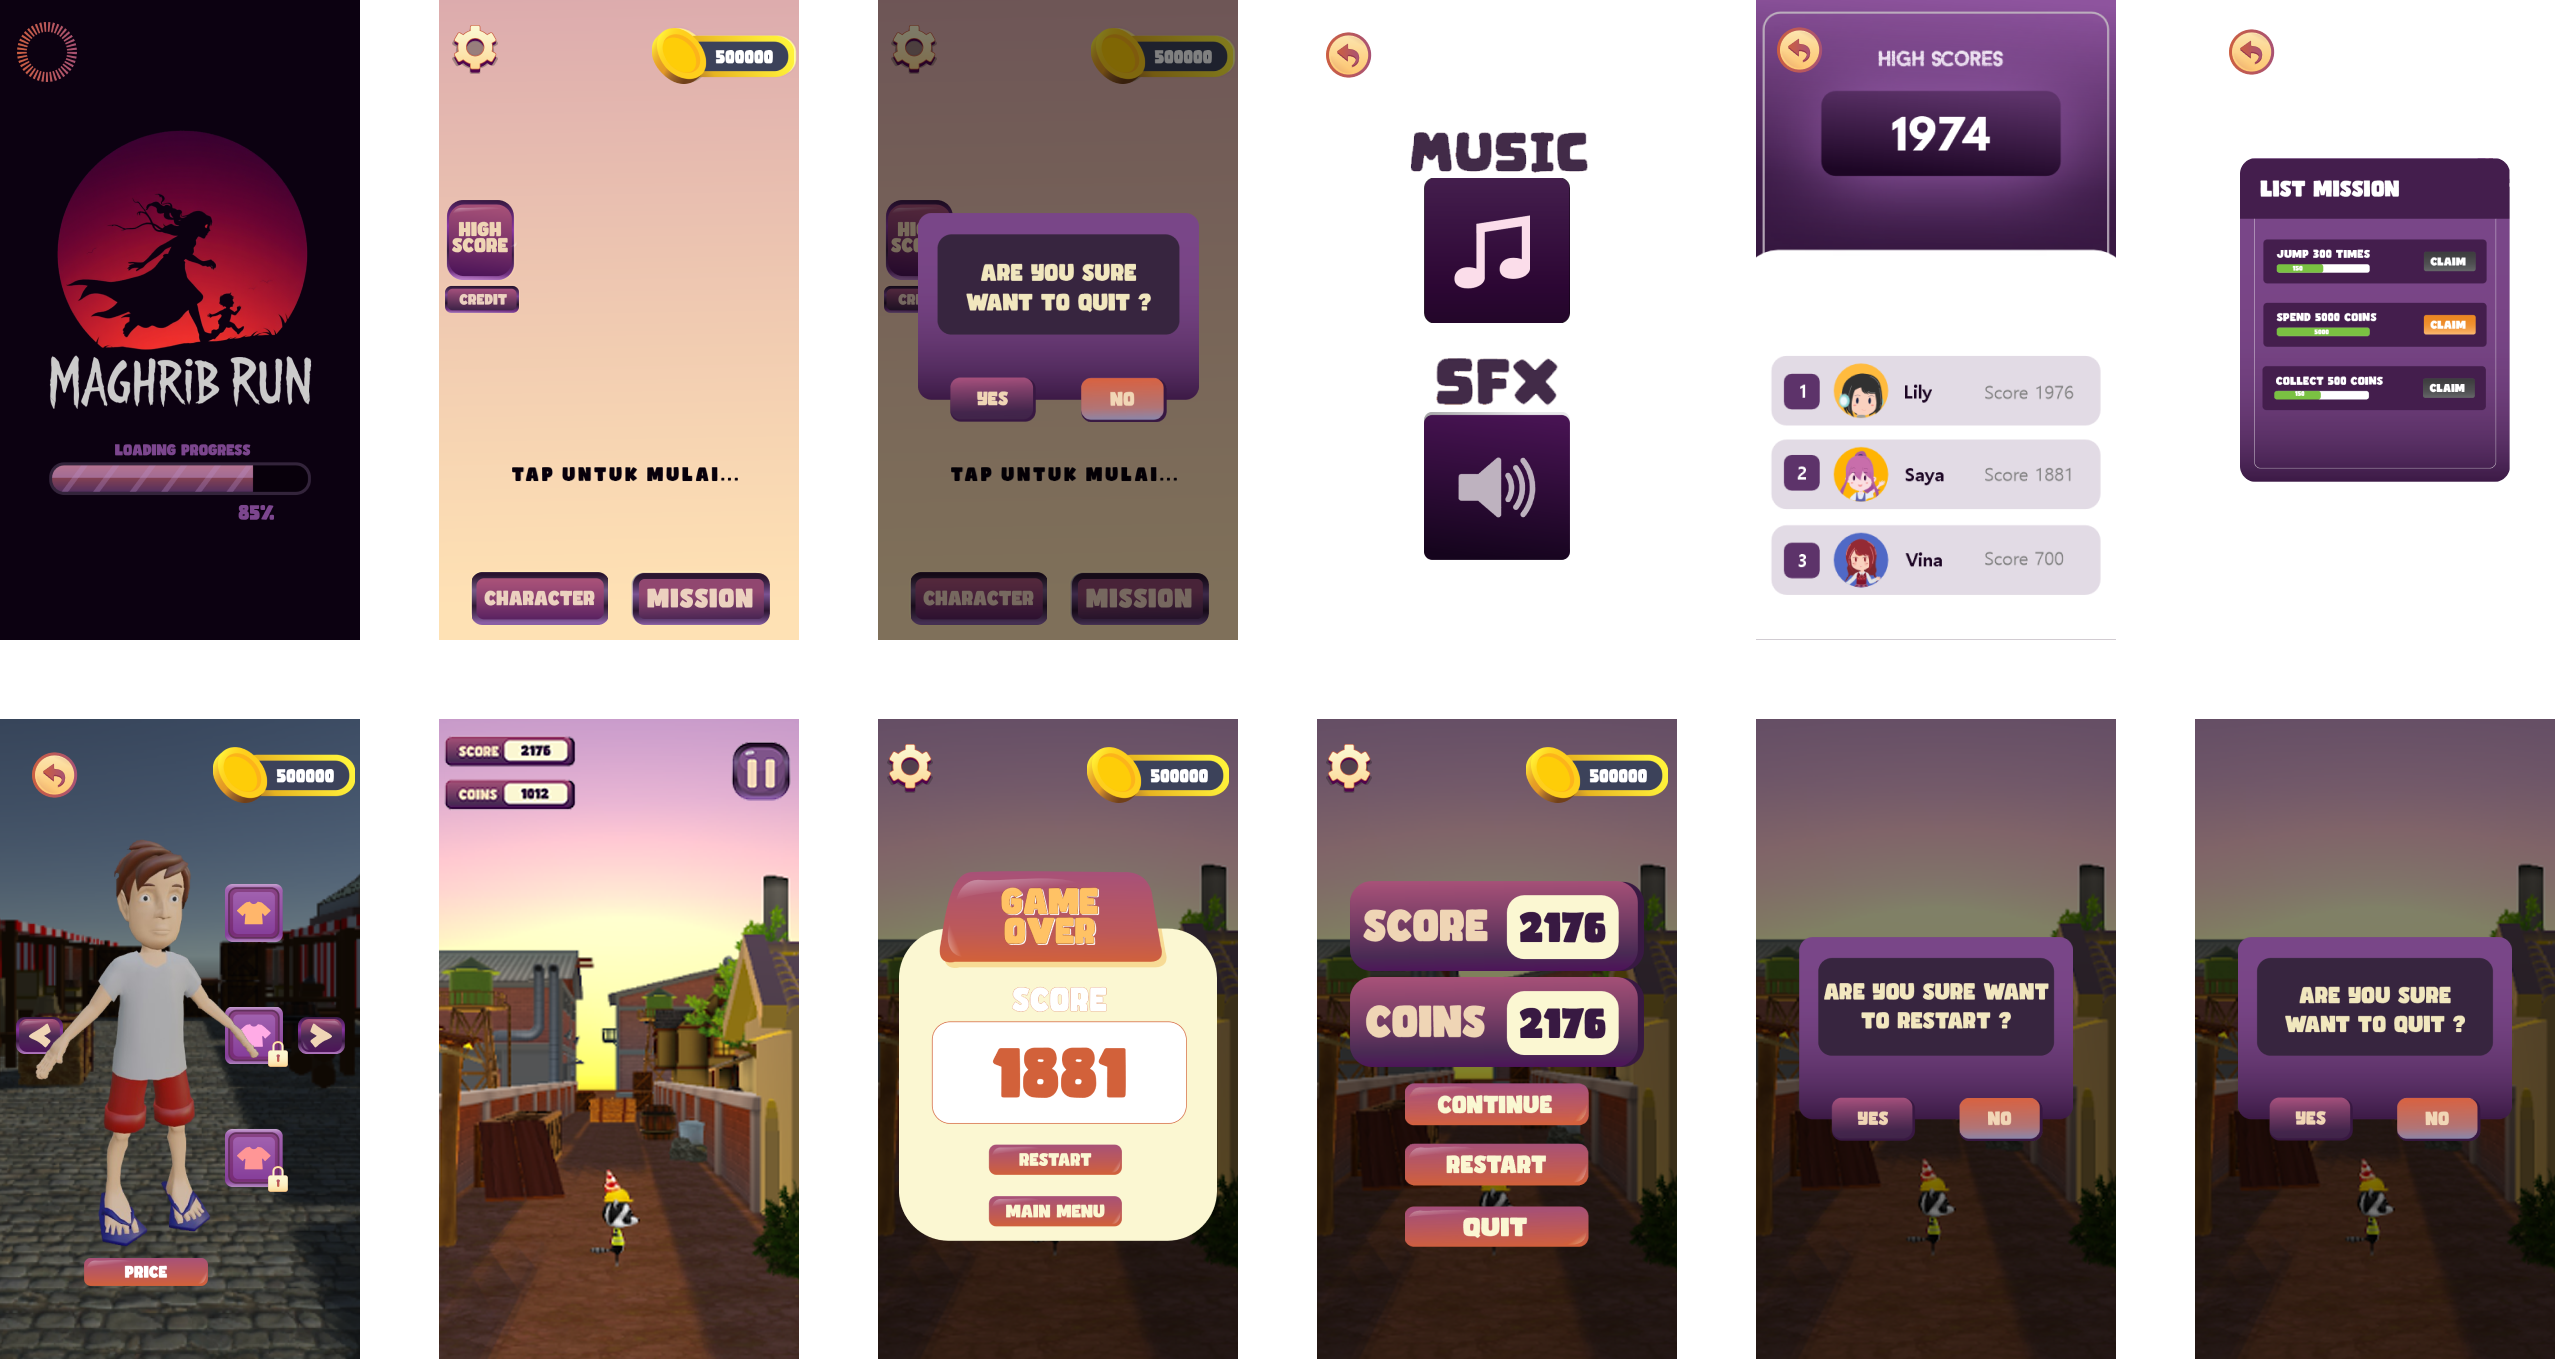 MAGHRiB RUN
LOADING PROGRESS
85%
500000
HIGH
SCORE
CREDIT
TAP UNTUK MULAI...
CHARACTER
MISSION
500000
HI
SC
CR
ARE YOU SURE
WANT TO QUIT ?
YES
NO
TAP UNTUK MULAI...
CHARACTER
MISSION
MUSIC
SFX
HIGH SCORES
1974
1 Lily Score 1976
2 Saya Score 1881
3 Vina Score 700
LIST MISSION
JUMP 300 TIMES
150
CLAIM
SPEND 5000 COINS
5000
CLAIM
COLLECT 500 COINS
150
CLAIM
500000
PRICE
SCORE 2176
COINS 1012
500000
GAME
OVER
SCORE
1881
RESTART
MAIN MENU
500000
SCORE 2176
COINS 2176
CONTINUE
RESTART
QUIT
ARE YOU SURE WANT
TO RESTART ?
YES
NO
ARE YOU SURE
WANT TO QUIT ?
YES
NO